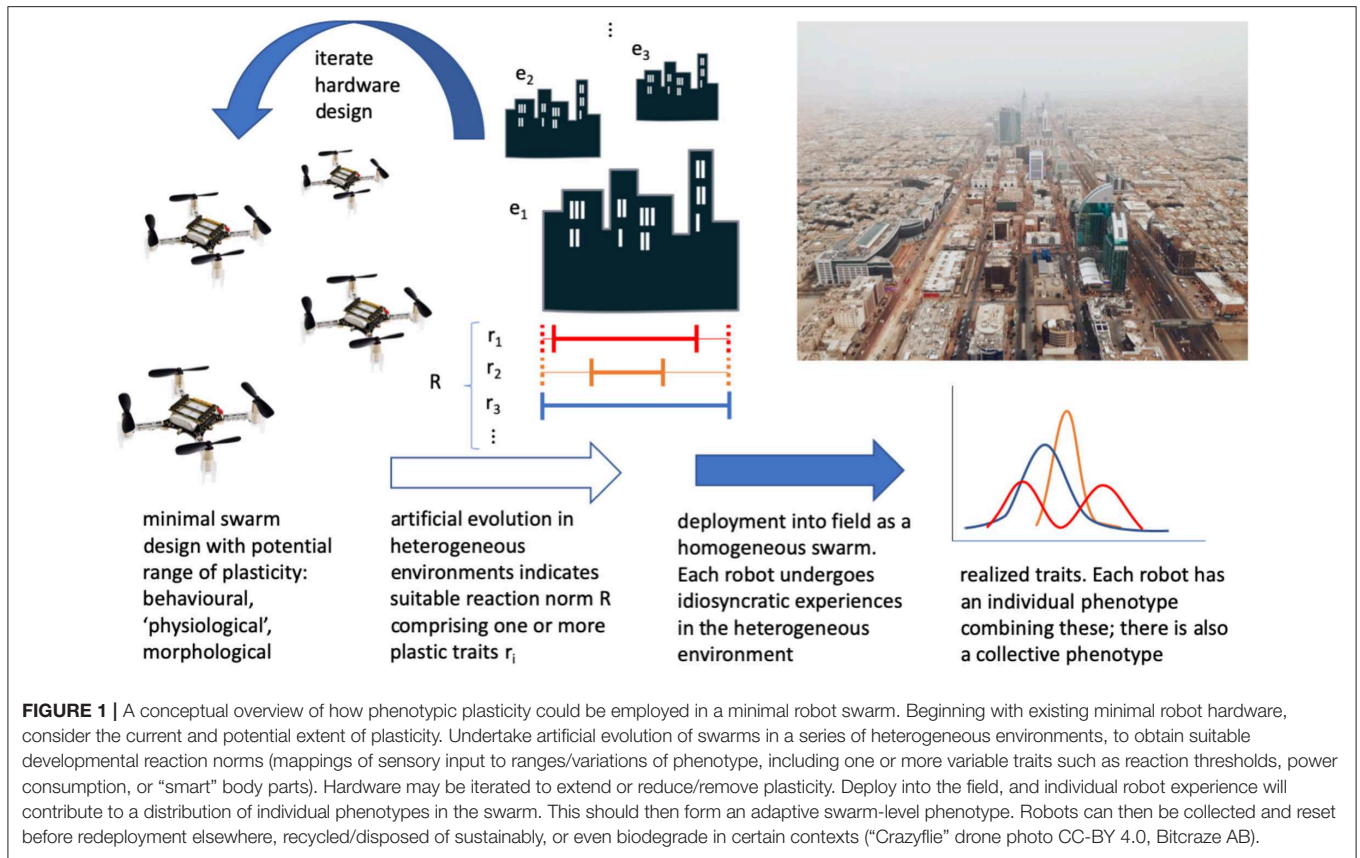 iterate
hardware
design
⋮
e3
e2
e1
R
r1
r2
r3
⋮
minimal swarm
design with potential
range of plasticity:
behavioural,
‘physiological’,
morphological
artificial evolution in
heterogeneous
environments indicates
suitable reaction norm R
comprising one or more
plastic traits ri
deployment into field as a
homogeneous swarm.
Each robot undergoes
idiosyncratic experiences
in the heterogeneous
environment
realized traits. Each robot has
an individual phenotype
combining these; there is also
a collective phenotype
FIGURE 1 | A conceptual overview of how phenotypic plasticity could be employed in a minimal robot swarm. Beginning with existing minimal robot hardware,
consider the current and potential extent of plasticity. Undertake artificial evolution of swarms in a series of heterogeneous environments, to obtain suitable
developmental reaction norms (mappings of sensory input to ranges/variations of phenotype, including one or more variable traits such as reaction thresholds, power
consumption, or “smart” body parts). Hardware may be iterated to extend or reduce/remove plasticity. Deploy into the field, and individual robot experience will
contribute to a distribution of individual phenotypes in the swarm. This should then form an adaptive swarm-level phenotype. Robots can then be collected and reset
before redeployment elsewhere, recycled/disposed of sustainably, or even biodegrade in certain contexts (“Crazyflie” drone photo CC-BY 4.0, Bitcraze AB).